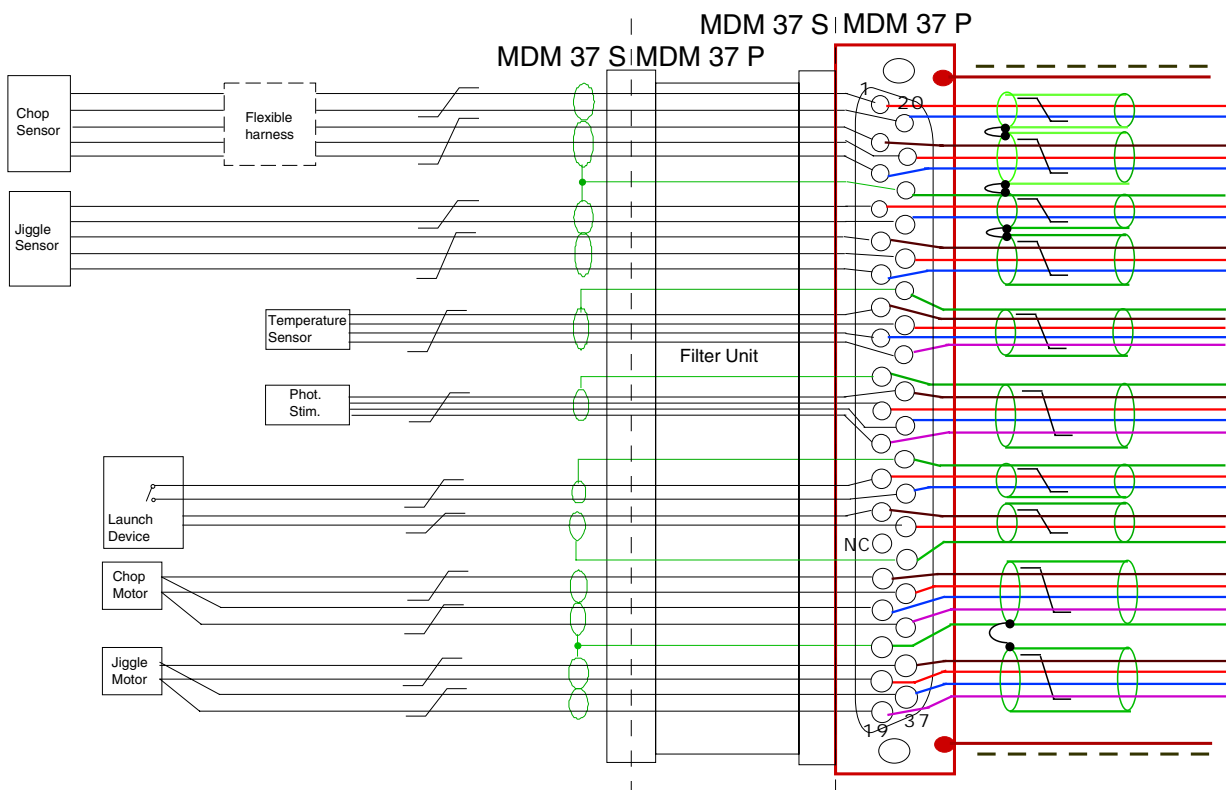 MDM 37 S MDM 37 P
MDM 37 S MDM 37 P
1
20
Chop
Sensor
Flexible
harness
Jiggle
Sensor
Temperature
Sensor
Filter Unit
Phot.
Stim.
Launch
Device
NC
Chop
Motor
Jiggle
Motor
19
37